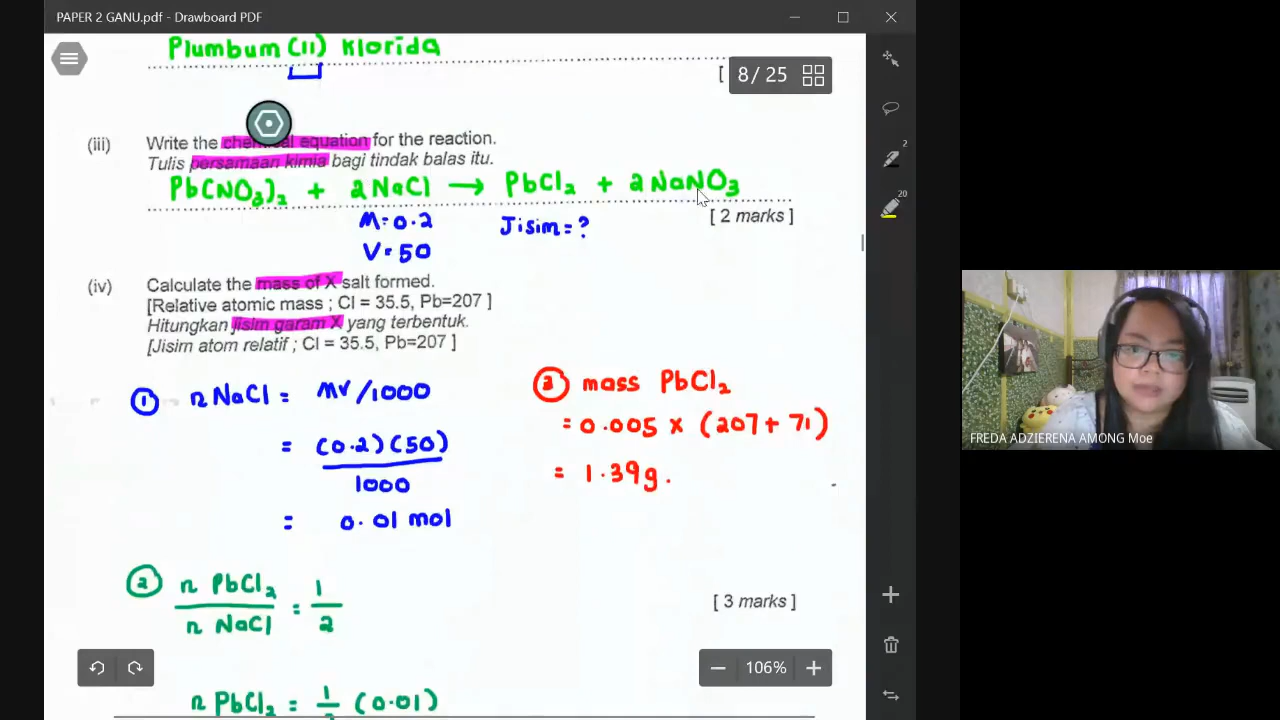 PAPER 2 GANU.pdf - Drawboard PDF
Plumbum (II) Klorida
[
8 / 25
(iii) Write the chemical equation for the reaction.
Tulis persamaan kimia bagi tindak balas itu.
Pb(NO3)2 + 2NaCl → PbCl2 + 2NaNO3
[ 2 marks ]
M = 0.2
V = 50
Jisim = ?
(iv) Calculate the mass of X salt formed.
[Relative atomic mass ; Cl = 35.5, Pb=207 ]
Hitungkan jisim garam X yang terbentuk.
[Jisim atom relatif ; Cl = 35.5, Pb=207 ]
1 n NaCl = MV/1000
= (0.2)(50)
1000
= 0.01 mol
2 n PbCl2 = 1
n NaCl 2
n PbCl2 = 1 (0.01)
3 mass PbCl2
= 0.005 x (207 + 71)
= 1.39g.
[ 3 marks ]
2
20
106%
FREDA ADZIERENA AMONG Moe